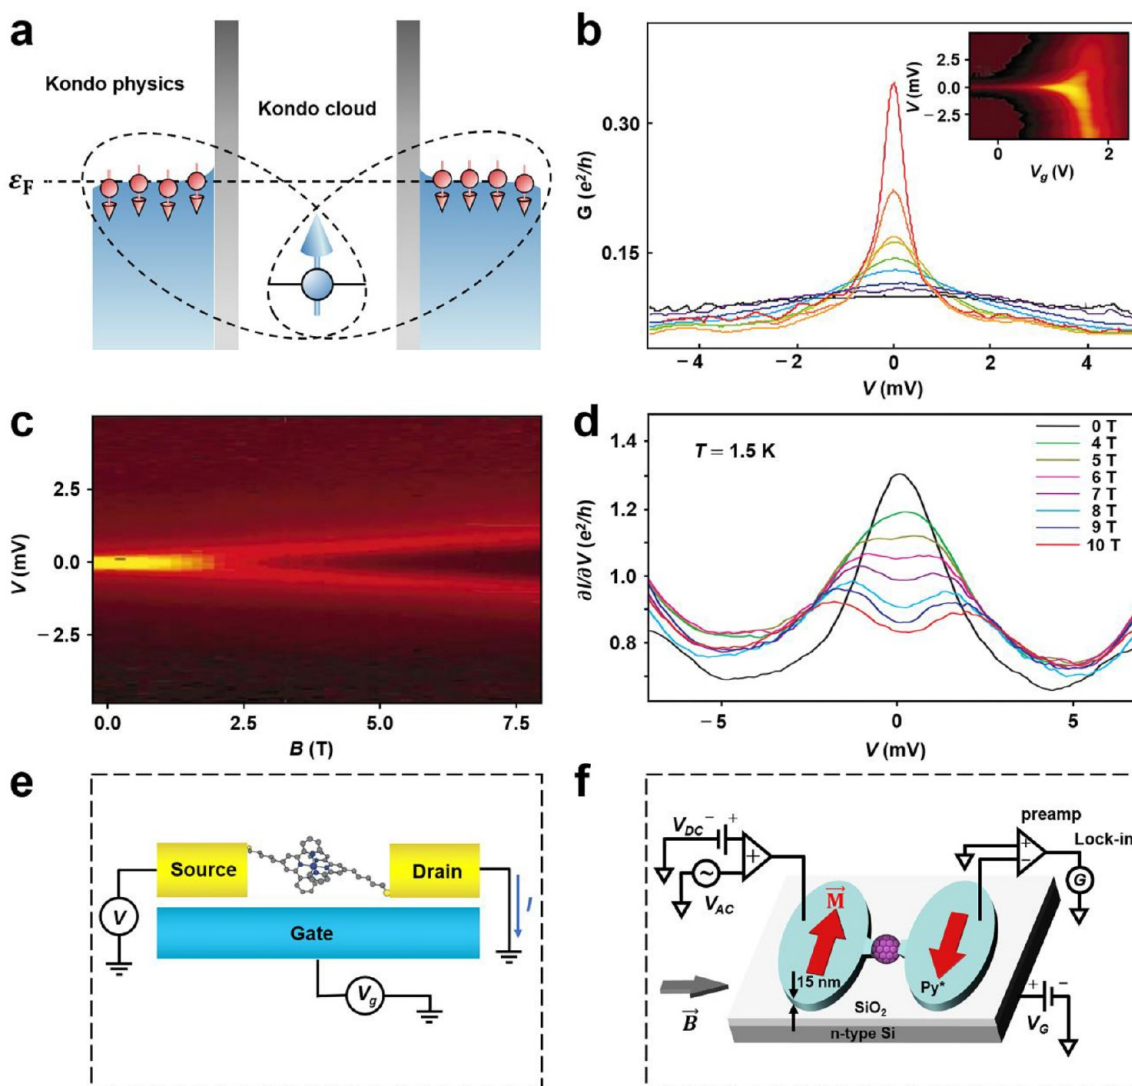 a
Kondo physics
Kondo cloud
εF
b
G (e²/h)
0.30
0.15
−4
−2
0
2
4
V (mV)
V (mV)
2.5
0.0
−2.5
0
2
Vg (V)
c
V (mV)
2.5
0.0
−2.5
0.0
2.5
5.0
7.5
B (T)
d
T = 1.5 K
∂I/∂V (e²/h)
1.4
1.2
1.0
0.8
−5
0
5
V (mV)
0 T
4 T
5 T
6 T
7 T
8 T
9 T
10 T
e
Source
Drain
Gate
V
I
Vg
f
VDC
− +
+
VAC
preamp
+
−
Lock-in
G
M
15 nm
Py*
SiO₂
n-type Si
B
+ −
VG